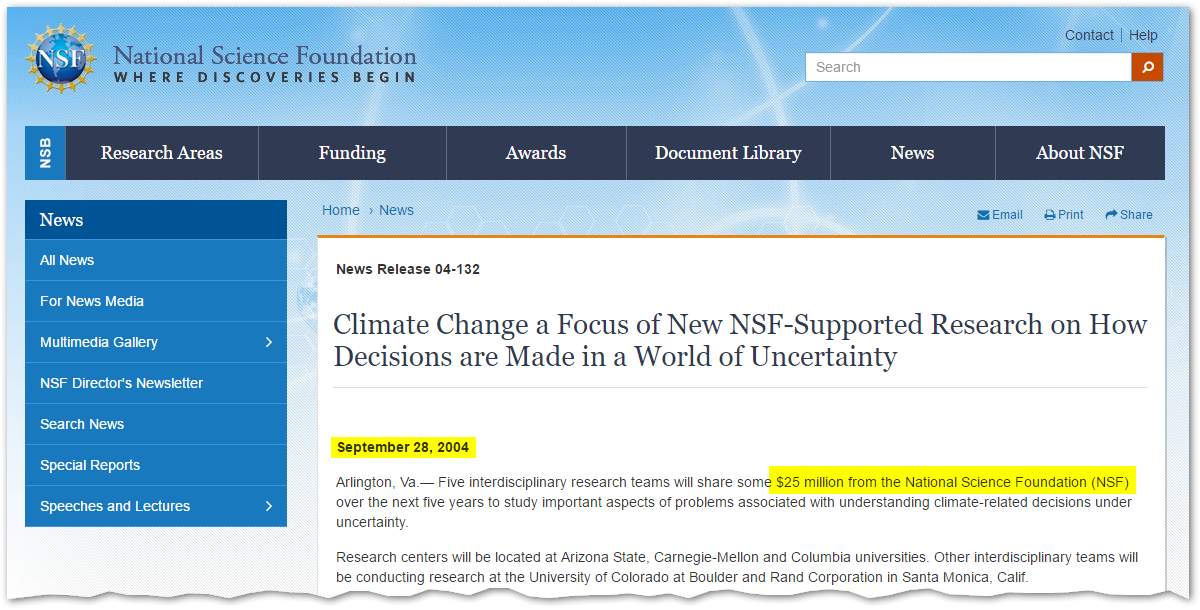 NSF
National Science Foundation
WHERE DISCOVERIES BEGIN
Contact | Help
Search
NSB
Research Areas
Funding
Awards
Document Library
News
About NSF
News
All News
For News Media
Multimedia Gallery
NSF Director's Newsletter
Search News
Special Reports
Speeches and Lectures
Home › News
Email
Print
Share
News Release 04-132
Climate Change a Focus of New NSF-Supported Research on How
Decisions are Made in a World of Uncertainty
September 28, 2004
Arlington, Va.— Five interdisciplinary research teams will share some $25 million from the National Science Foundation (NSF)
over the next five years to study important aspects of problems associated with understanding climate-related decisions under
uncertainty.
Research centers will be located at Arizona State, Carnegie-Mellon and Columbia universities. Other interdisciplinary teams will
be conducting research at the University of Colorado at Boulder and Rand Corporation in Santa Monica, Calif.